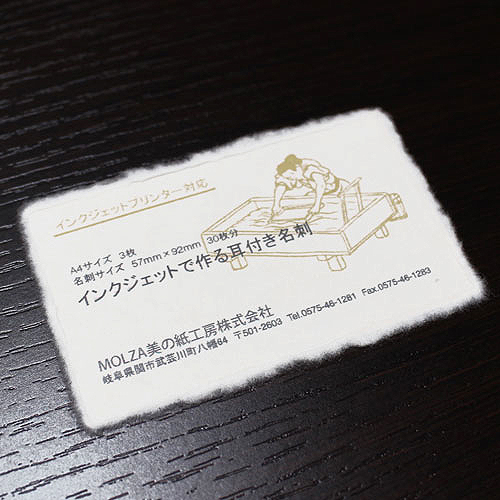 インクジェットプリンター対応
A4サイズ 3枚
名刺サイズ 57mm×92mm 30枚分
インクジェットで作る耳付き名刺
MOLZA美の紙工房株式会社
岐阜県関市武芸川町八幡64 〒501-2603 Tel.0575-46-1281 Fax.0575-46-1283